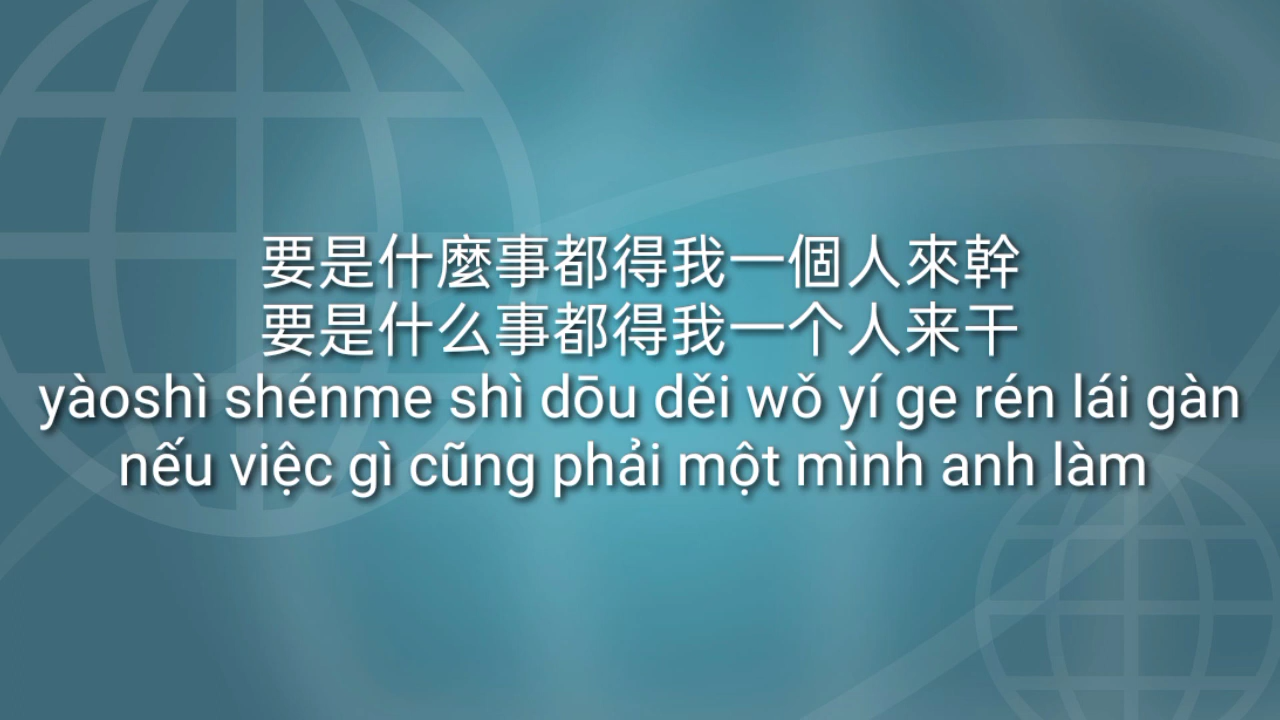 要是什麼事都得我一個人來幹
要是什么事都得我一个人来干
yàoshì shénme shì dōu děi wǒ yí ge rén lái gàn
nếu việc gì cũng phải một mình anh làm